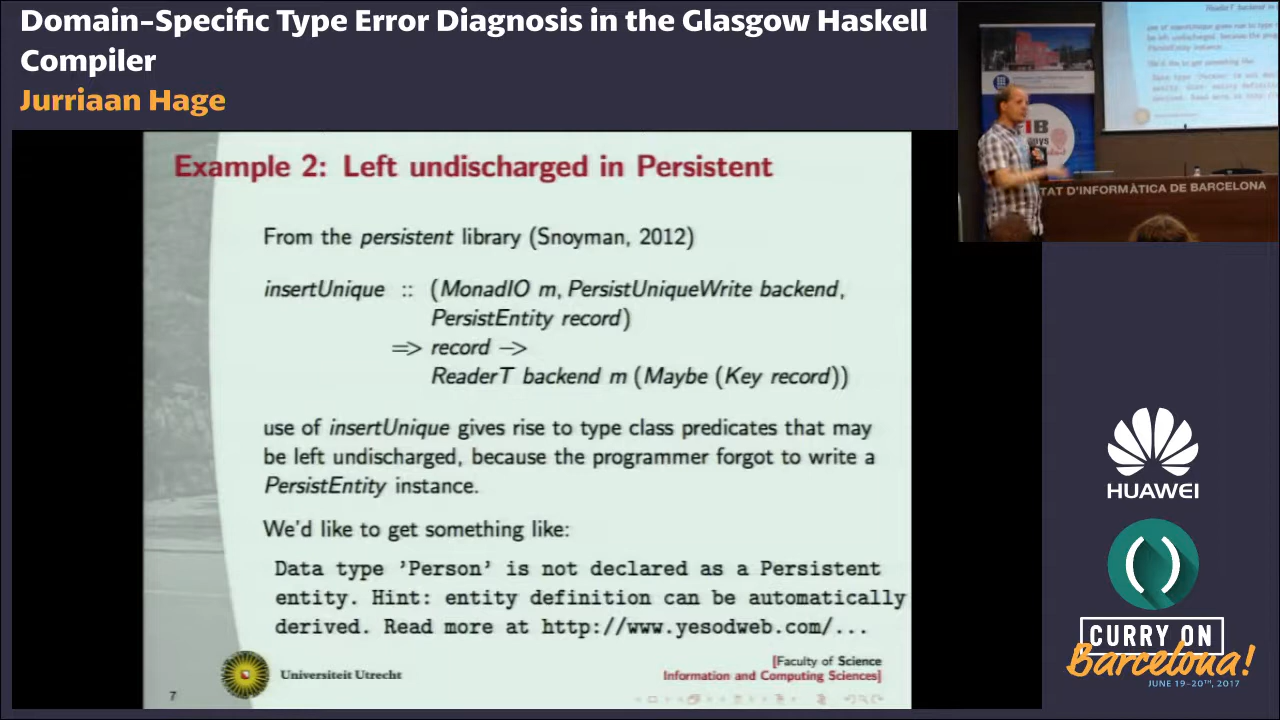 Domain-Specific Type Error Diagnosis in the Glasgow Haskell
Compiler
Jurriaan Hage
Example 2: Left undischarged in Persistent
From the persistent library (Snoyman, 2012)
insertUnique :: (MonadIO m, PersistUniqueWrite backend,
PersistEntity record)
=> record ->
ReaderT backend m (Maybe (Key record))
use of insertUnique gives rise to type class predicates that may
be left undischarged, because the programmer forgot to write a
PersistEntity instance.
We'd like to get something like:
Data type 'Person' is not declared as a Persistent
entity. Hint: entity definition can be automatically
derived. Read more at http://www.yesodweb.com/...
Universiteit Utrecht
[Faculty of Science
Information and Computing Sciences]
7
TAT D'INFORMÀTICA DE BARCELONA
HUAWEI
CURRY ON
Barcelona!
JUNE 19-20TH, 2017